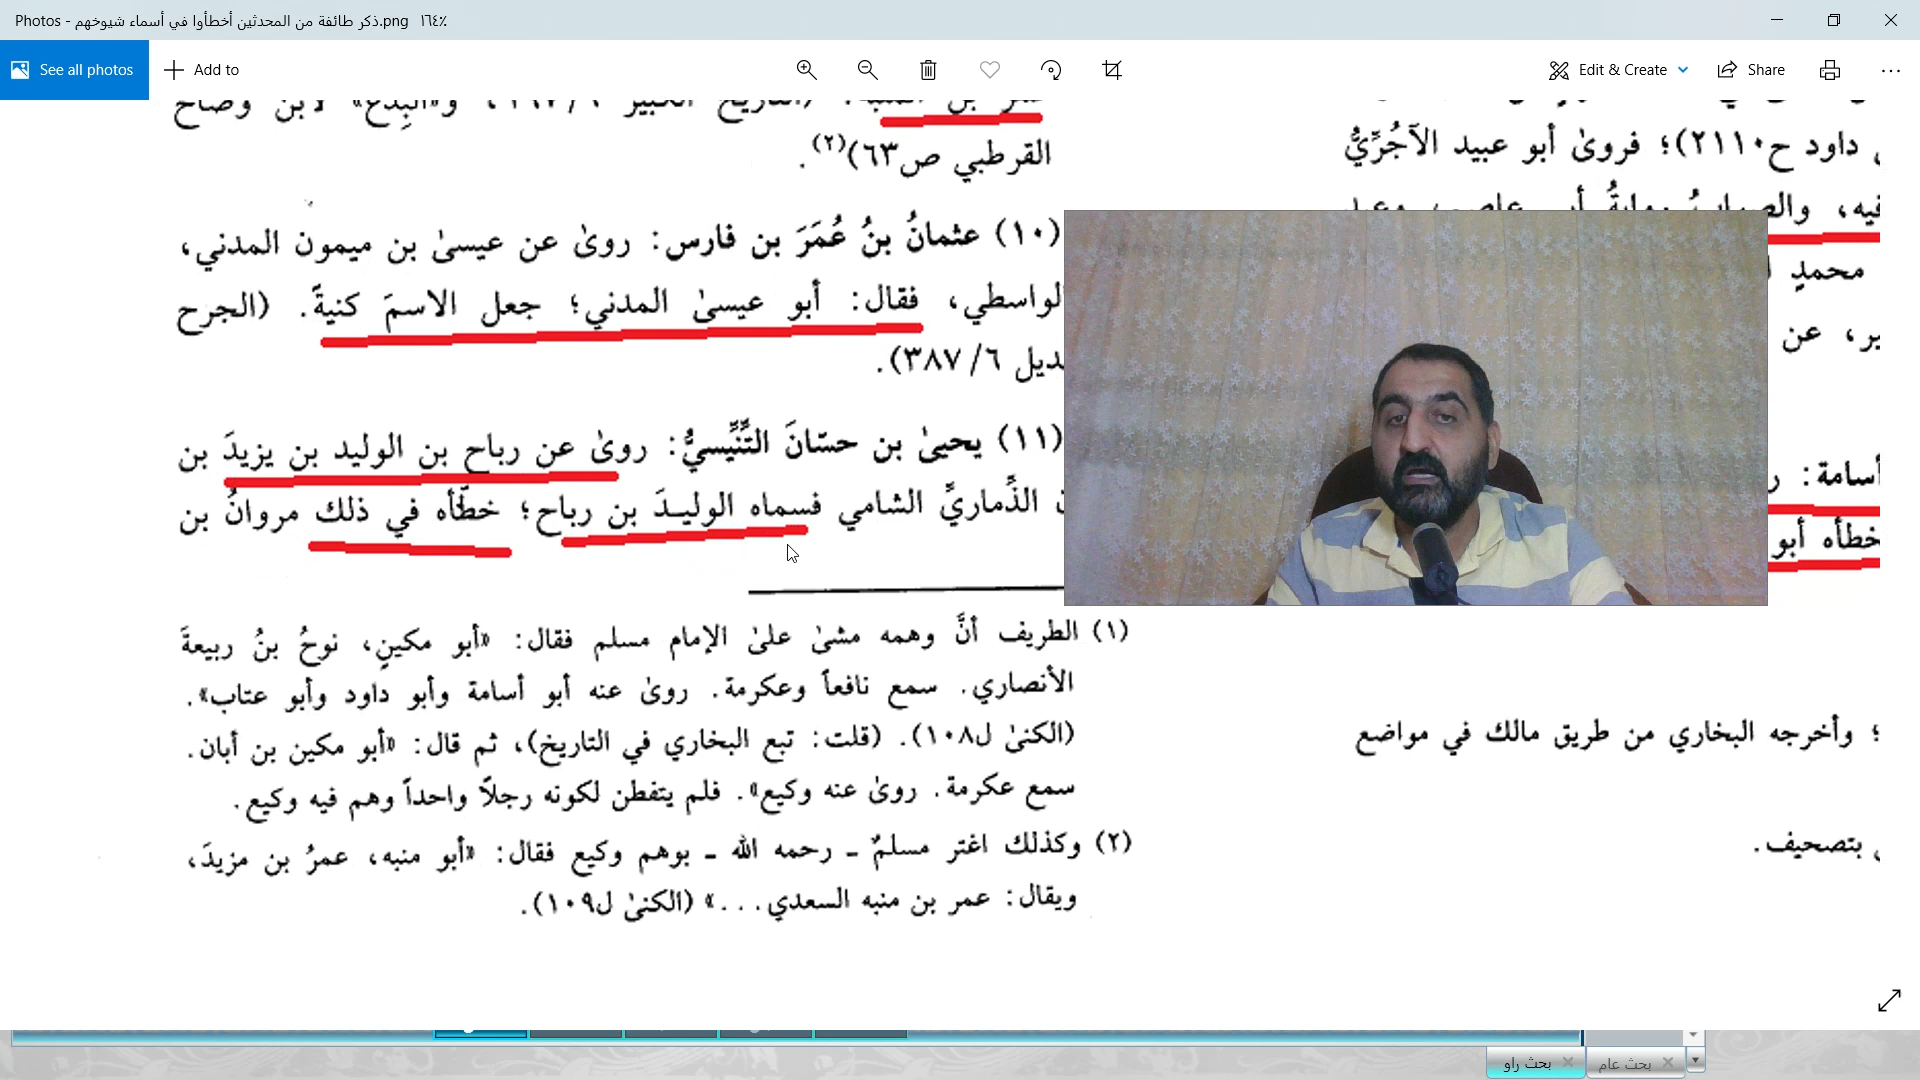 Photos - ذكر طائفة من المحدثين أخطأوا في أسماء شيوخهم.png ١٦٤٪
See all photos
Add to
Edit & Create
Share
القرطبي ص٦٣)(٢).
(١٠) عثمانُ بنُ عُمَرَ بن فارس: روىٰ عن عيسىٰ بن ميمون المدني،
لواسطي، فقال: أبو عيسىٰ المدني؛ جعل الاسمَ كنيةً. (الجرح
ديل ٦/ ٣٨٧).
(١١) يحيىٰ بن حسّانَ التِّنِّيسيُّ: روىٰ عن رباح بن الوليد بن يزيدَ بن
الذِّماريِّ الشامي فسماه الوليدَ بن رباح؛ خطّأه في ذلك مروانُ بن
(١) الطريف أنَّ وهمه مشىٰ علىٰ الإمام مسلم فقال: «أبو مكينٍ، نوحُ بنُ ربيعةَ
الأنصاري. سمع نافعاً وعكرمة. روىٰ عنه أبو أسامة وأبو داود وأبو عتاب».
(الكنىٰ ل١٠٨). (قلت: تبع البخاري في التاريخ)، ثم قال: «أبو مكين بن أبان.
سمع عكرمة. روىٰ عنه وكيع». فلم يتفطن لكونه رجلاً واحداً وهم فيه وكيع.
(٢) وكذلك اغتر مسلمٌ ـ رحمه الله ـ بوهم وكيع فقال: «أبو منبه، عمرُ بن مزيدَ،
ويقال: عمر بن منبه السعدي...» (الكنىٰ ل١٠٩).
داود ح٢١١٠)؛ فروىٰ أبو عبيد الآجُرِّيُّ
محمدٍ
ير، عن
أسامة:
خطأه أبو
؛ وأخرجه البخاري من طريق مالك في مواضع
بتصحيف.
بحث راو
بحث عام